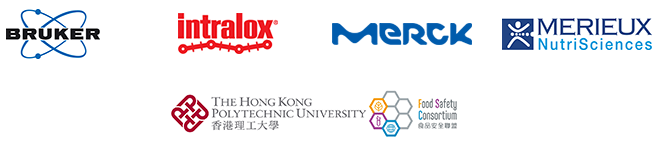 BRUKER
intralox®
Merck
MERIEUX
NutriSciences
THE HONG KONG
POLYTECHNIC UNIVERSITY
香港理工大學
Food Safety
Consortium
食品安全聯盟